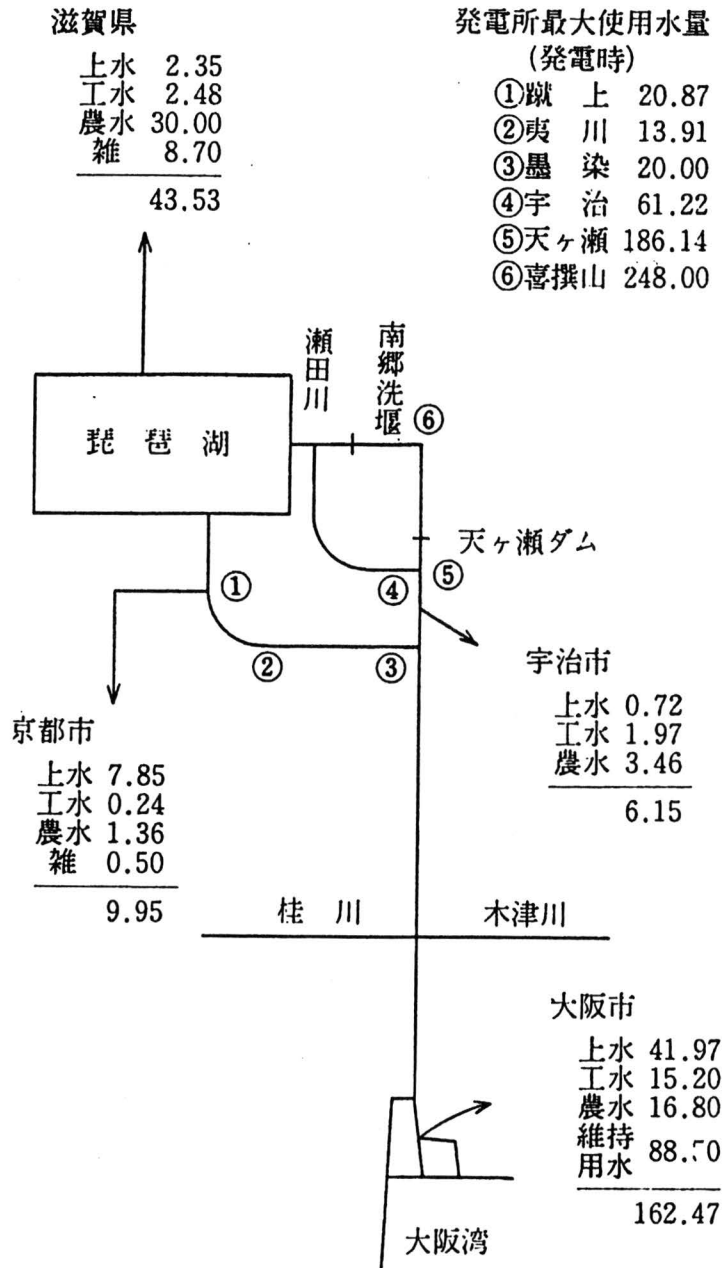 滋賀県
上水 2.35
工水 2.48
農水 30.00
雑 8.70
43.53
発電所最大使用水量
(発電時)
①蹴上 20.87
②夷川 13.91
③墨染 20.00
④宇治 61.22
⑤天ヶ瀬 186.14
⑥喜撰山 248.00
琵琶湖
瀬田川
南郷洗堰
⑥
天ヶ瀬ダム
①
④
⑤
②
③
京都市
上水 7.85
工水 0.24
農水 1.36
雑 0.50
9.95
宇治市
上水 0.72
工水 1.97
農水 3.46
6.15
桂川
木津川
大阪市
上水 41.97
工水 15.20
農水 16.80
維持
用水
162.47
大阪湾